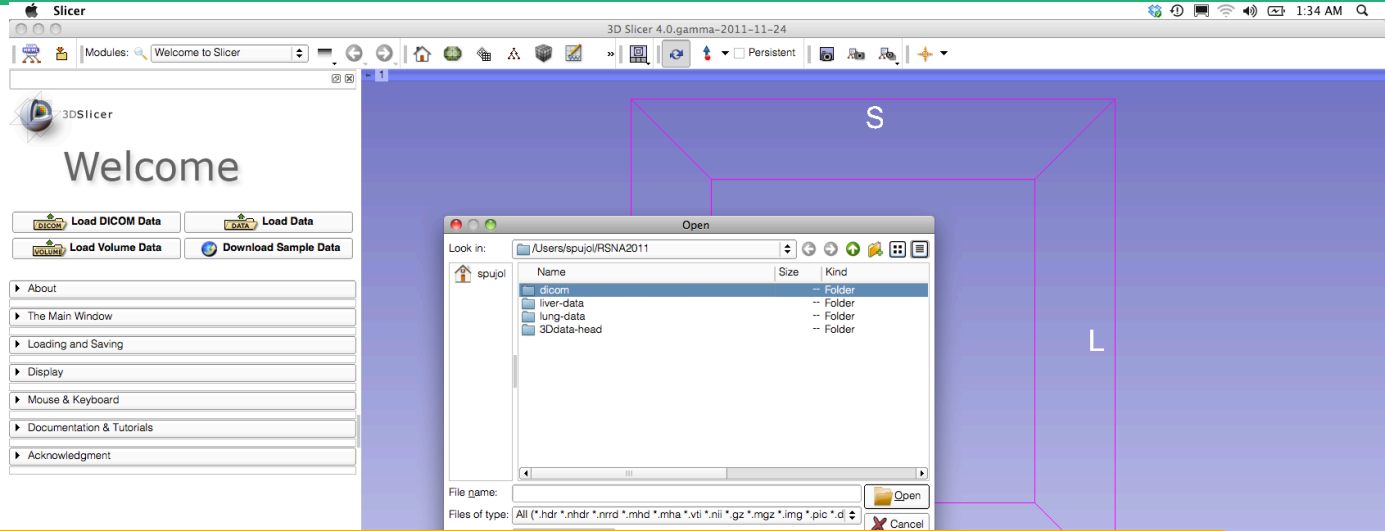 Slicer 1:34 AM
3D Slicer 4.0.gamma-2011-11-24
Modules: Welcome to Slicer » Persistent
1
3DSlicer
Welcome
S
Load DICOM Data Load Data
Load Volume Data Download Sample Data
About
The Main Window
Loading and Saving
Display
Mouse & Keyboard
Documentation & Tutorials
Acknowledgment
L
Open
Look in: /Users/spujol/RSNA2011
spujol
Name Size Kind
dicom -- Folder
liver-data -- Folder
lung-data -- Folder
3Ddata-head -- Folder
File name: Open
Files of type: All (*.hdr *.nhdr *.nrrd *.mhd *.mha *.vti *.nii *.gz *.mgz *.img *.pic *.d
Cancel
DICOM
DATA
VOLUME